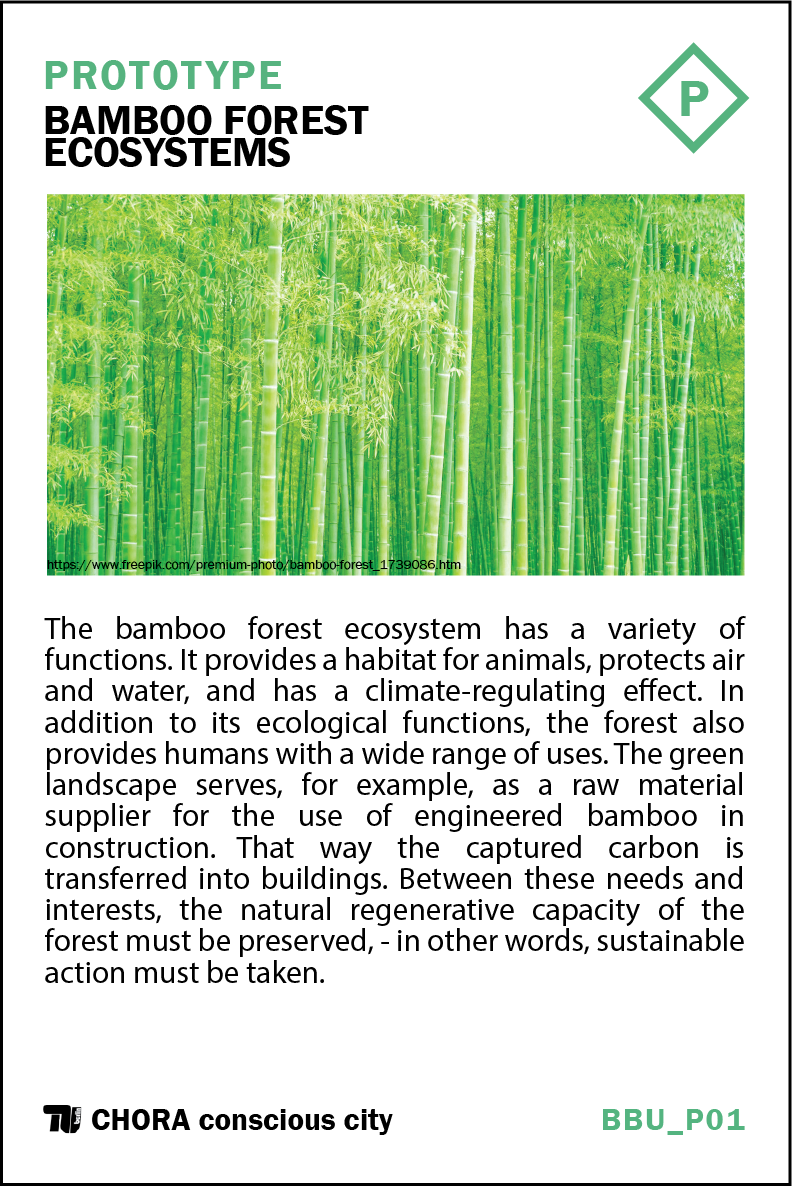 PROTOTYPE
BAMBOO FOREST
ECOSYSTEMS
P
https://www.freepik.com/premium-photo/bamboo-forest_1739086.htm
The bamboo forest ecosystem has a variety of
functions. It provides a habitat for animals, protects air
and water, and has a climate-regulating effect. In
addition to its ecological functions, the forest also
provides humans with a wide range of uses. The green
landscape serves, for example, as a raw material
supplier for the use of engineered bamboo in
construction. That way the captured carbon is
transferred into buildings. Between these needs and
interests, the natural regenerative capacity of the
forest must be preserved, - in other words, sustainable
action must be taken.
TU berlin CHORA conscious city
BBU_P01